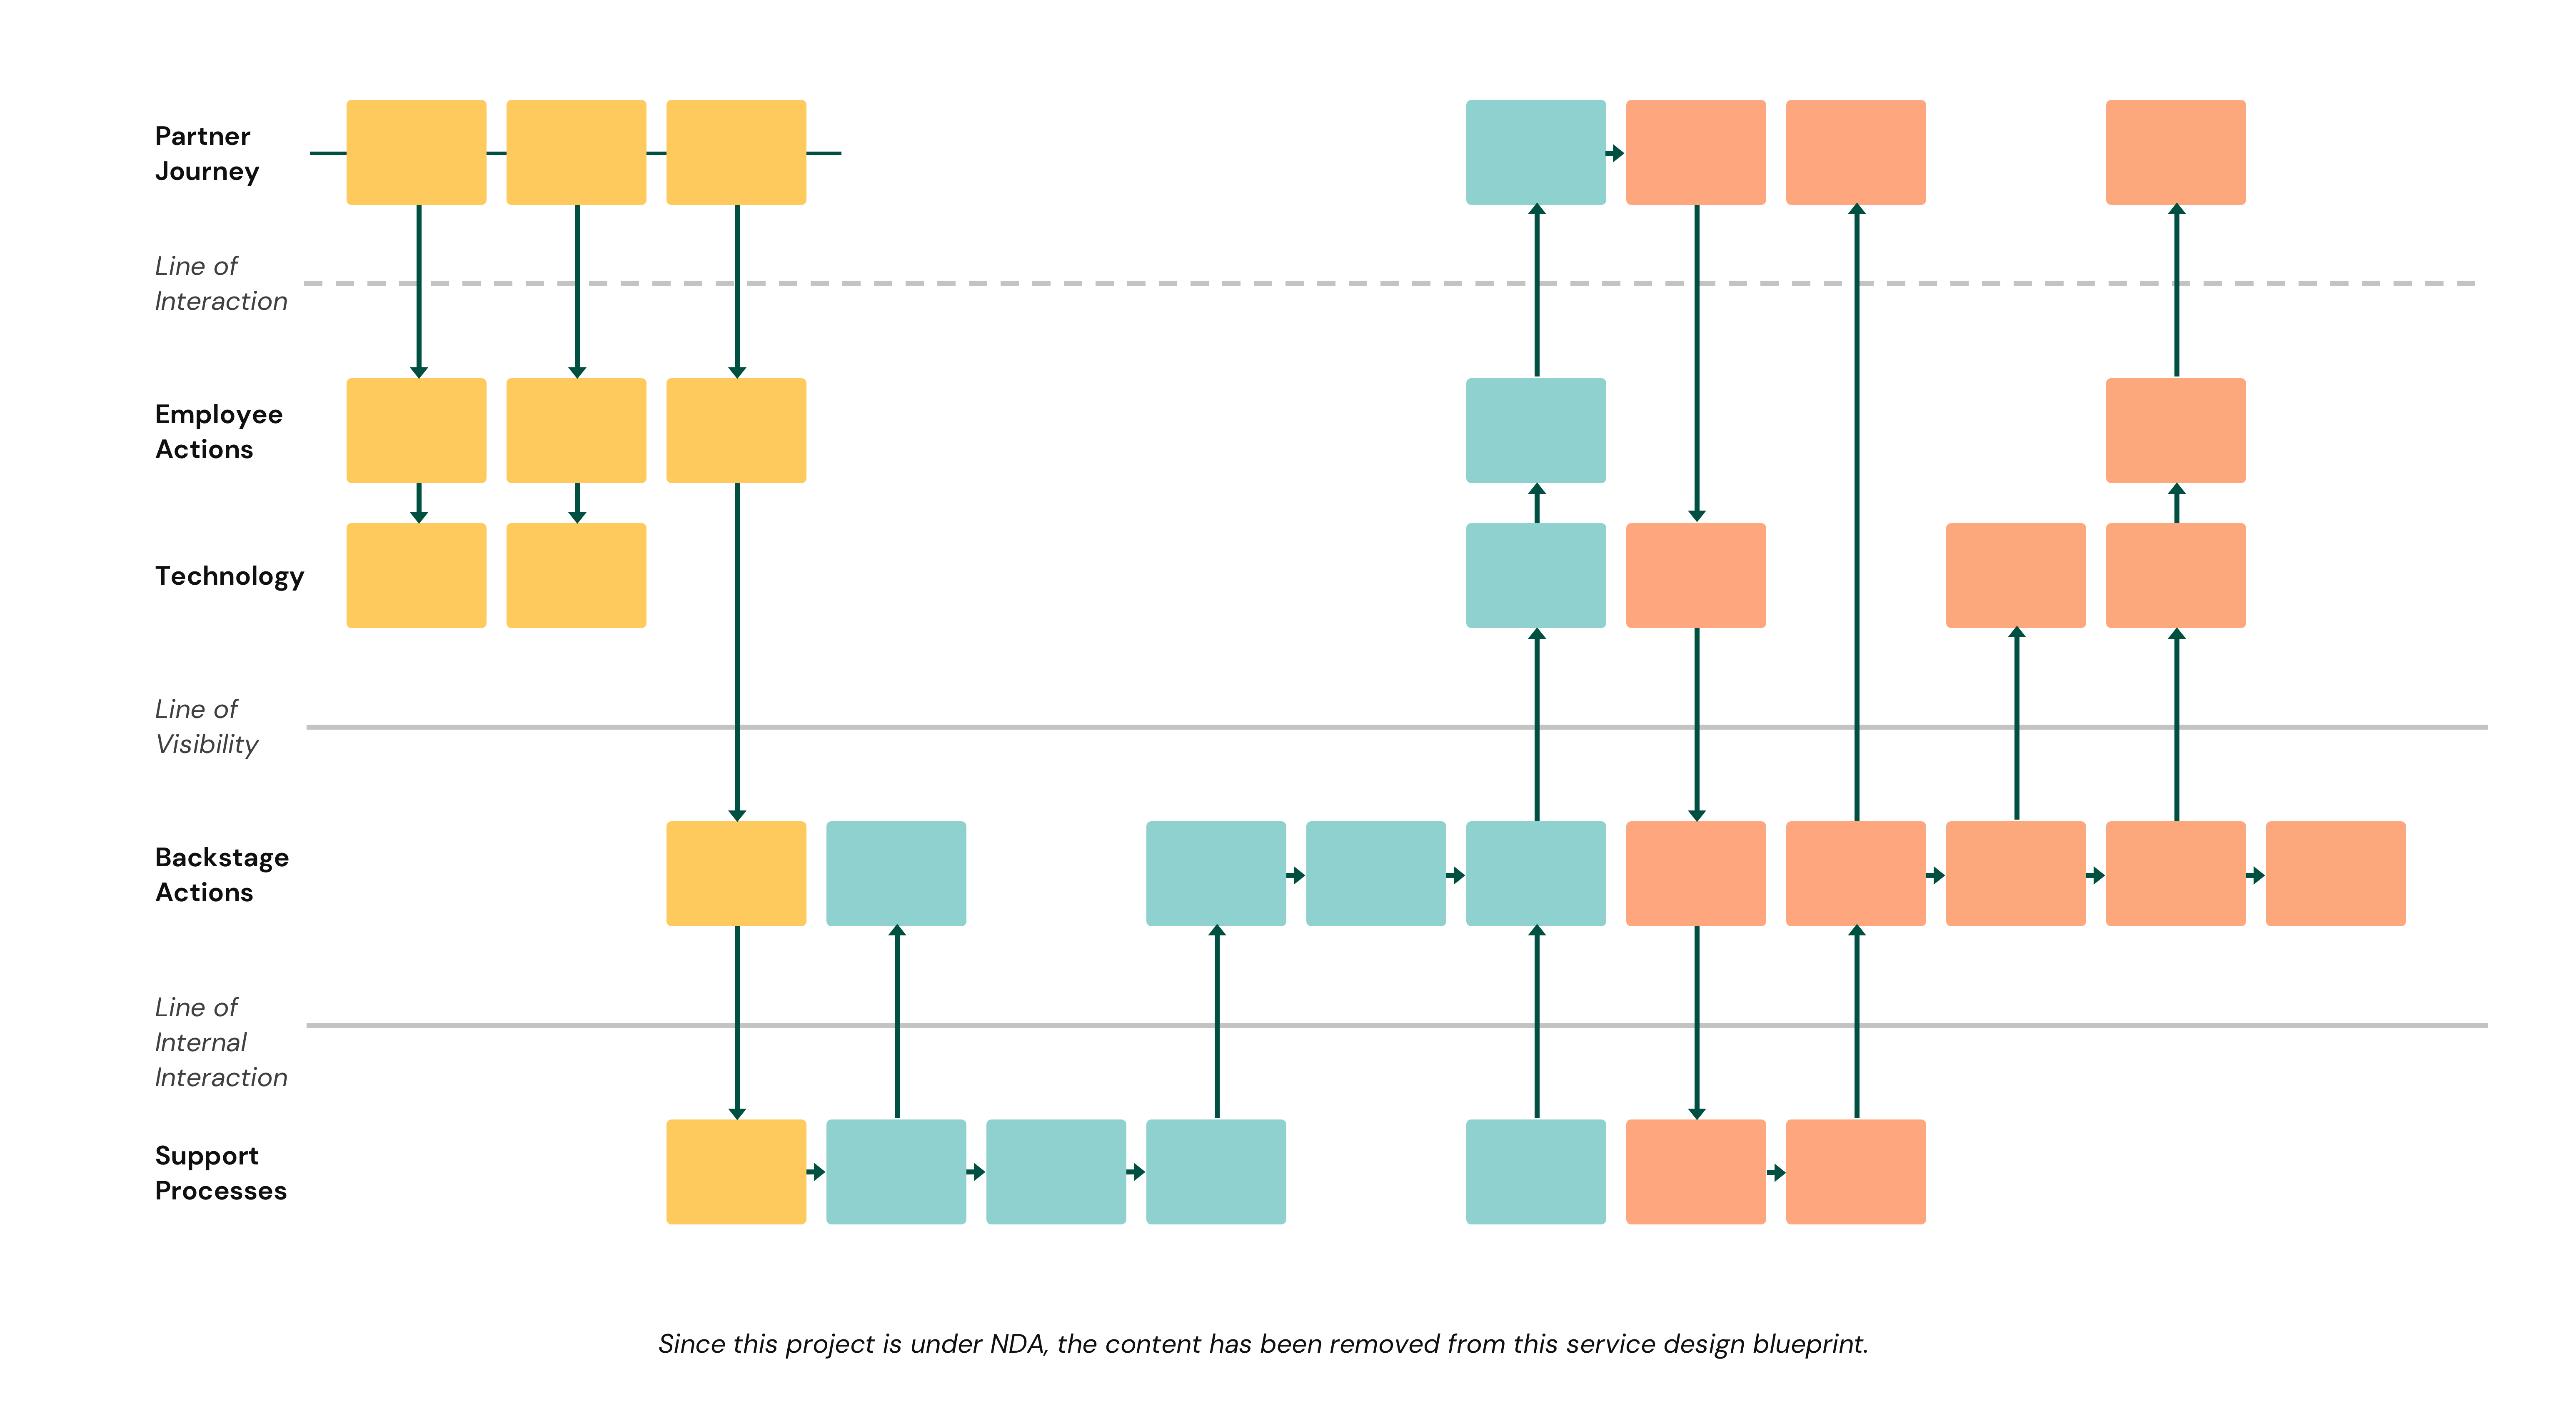 Partner
Journey
Line of
Interaction
Employee
Actions
Technology
Line of
Visibility
Backstage
Actions
Line of
Internal
Interaction
Support
Processes
Since this project is under NDA, the content has been removed from this service design blueprint.